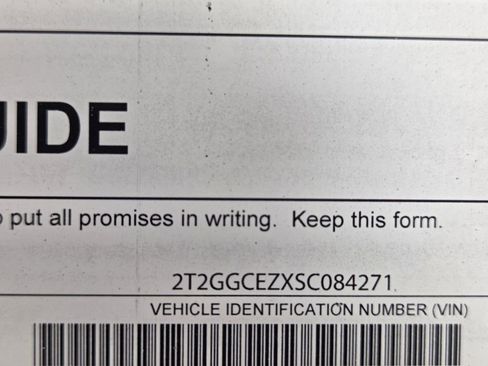 UIDE
put all promises in writing. Keep this form.
2T2GGCEZXSC084271
VEHICLE IDENTIFICATION NUMBER (VIN)